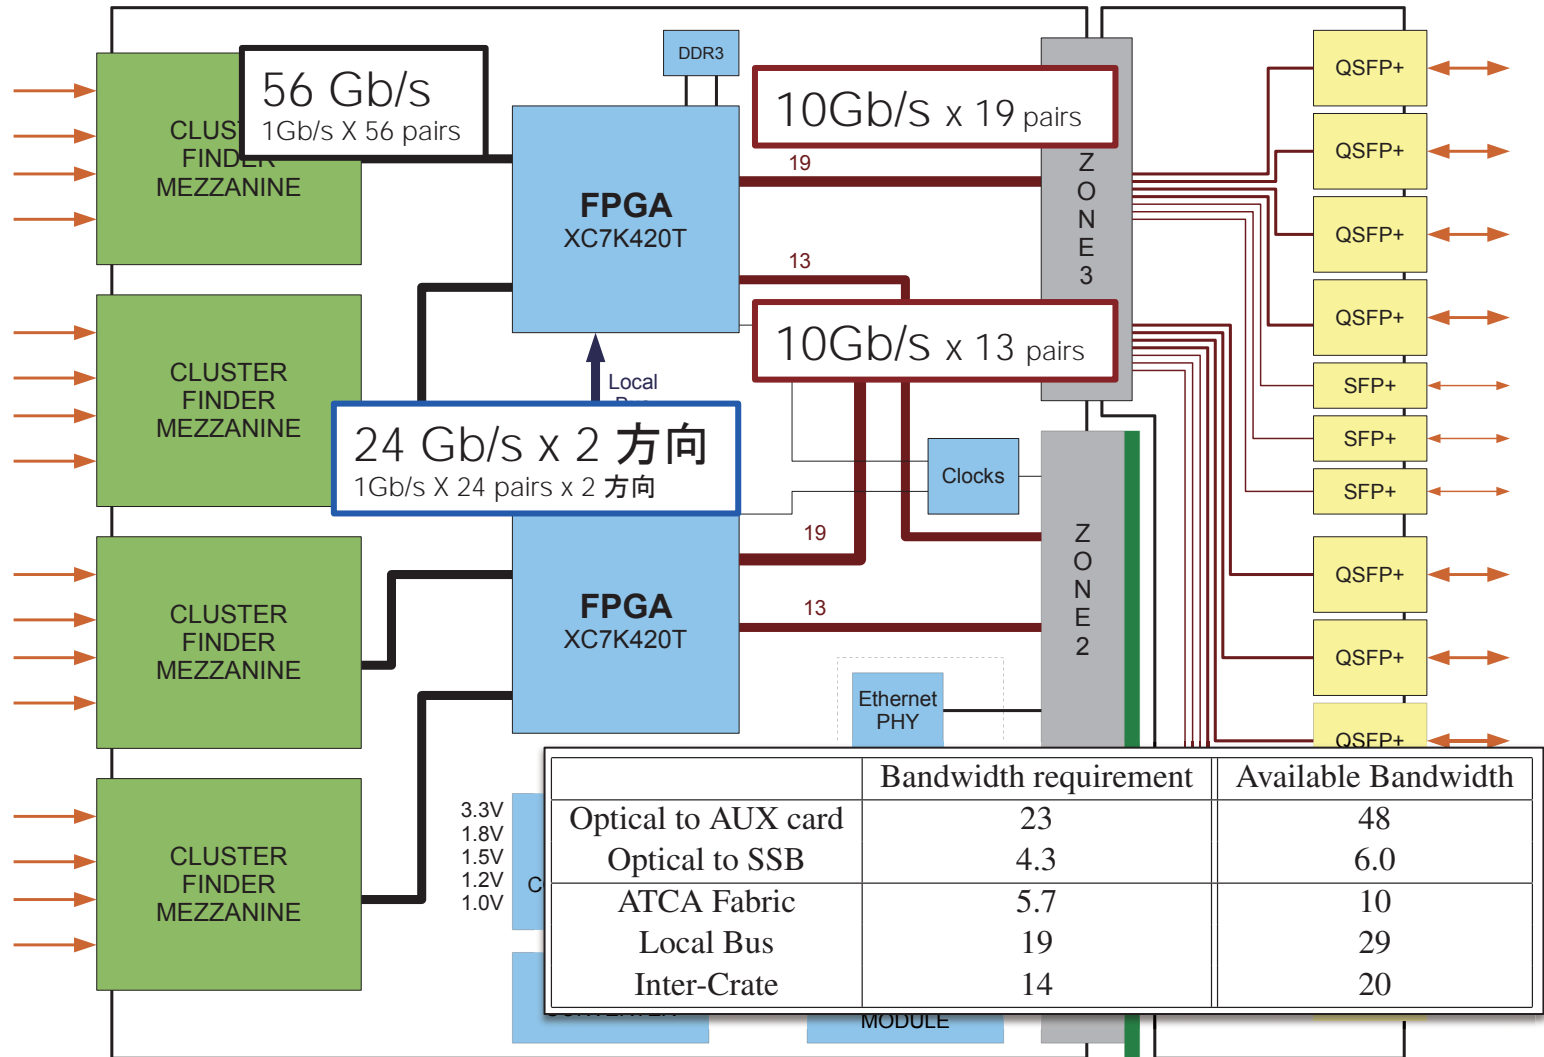 DDR3
QSFP+
56 Gb/s
1Gb/s X 56 pairs
10Gb/s x 19 pairs
CLUSTER
FINDER
MEZZANINE
QSFP+
19
ZONE3
FPGA
XC7K420T
QSFP+
13
QSFP+
10Gb/s x 13 pairs
CLUSTER
FINDER
MEZZANINE
Local
SFP+
24 Gb/s x 2 方向
1Gb/s X 24 pairs x 2 方向
SFP+
Clocks
SFP+
19
ZONE2
QSFP+
CLUSTER
FINDER
MEZZANINE
FPGA
XC7K420T
13
QSFP+
Ethernet
PHY
QSFP+
Bandwidth requirement Available Bandwidth
Optical to AUX card 23 48
Optical to SSB 4.3 6.0
ATCA Fabric 5.7 10
Local Bus 19 29
Inter-Crate 14 20
3.3V
1.8V
1.5V
1.2V
1.0V
C
CLUSTER
FINDER
MEZZANINE
CONVERTER
MODULE